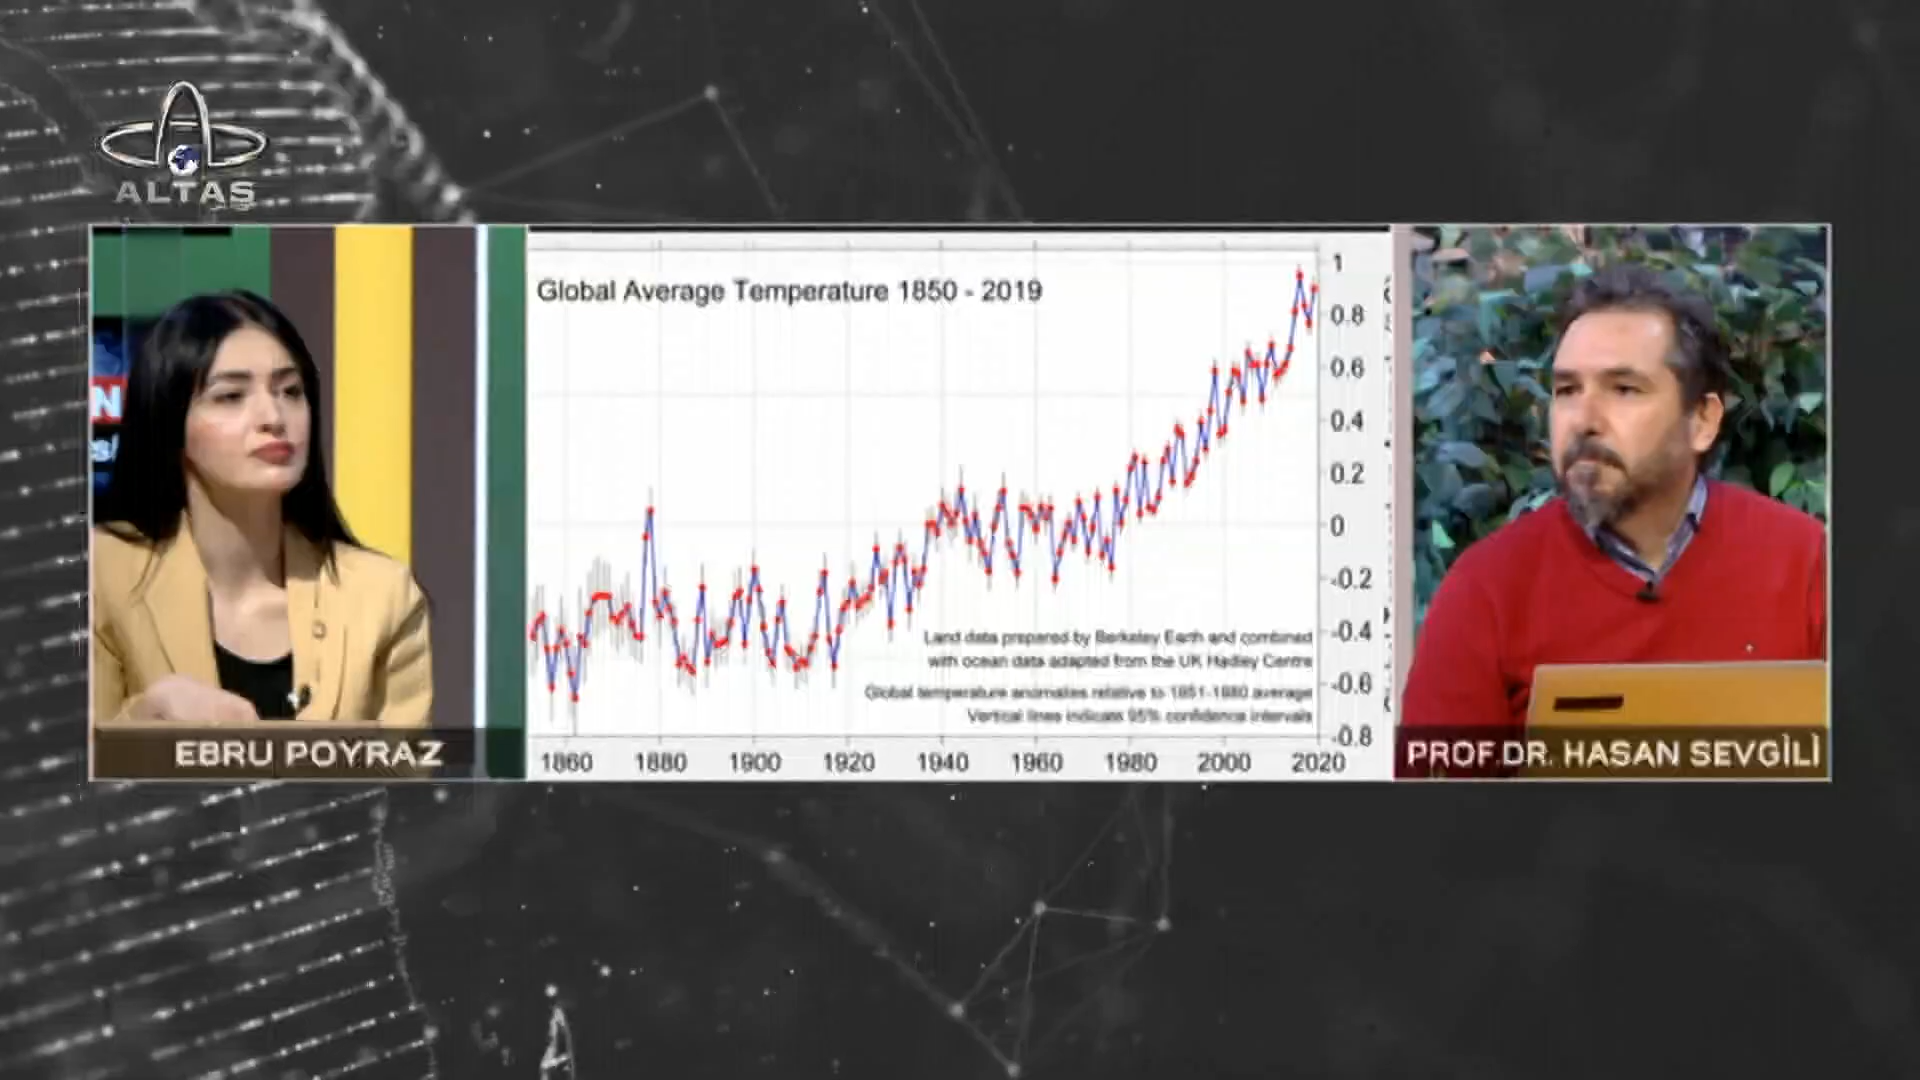 ALTAS
N
EBRU POYRAZ
Global Average Temperature 1850 - 2019
1
0.8
0.6
0.4
0.2
0
-0.2
-0.4
-0.6
-0.8
Land data prepared by Berkeley Earth and combined
with ocean data adapted from the UK Hadley Centre
Global temperature anomalies relative to 1951-1980 average
Vertical lines indicate 95% confidence intervals
1860 1880 1900 1920 1940 1960 1980 2000 2020
PROF.DR. HASAN SEVGİLİ